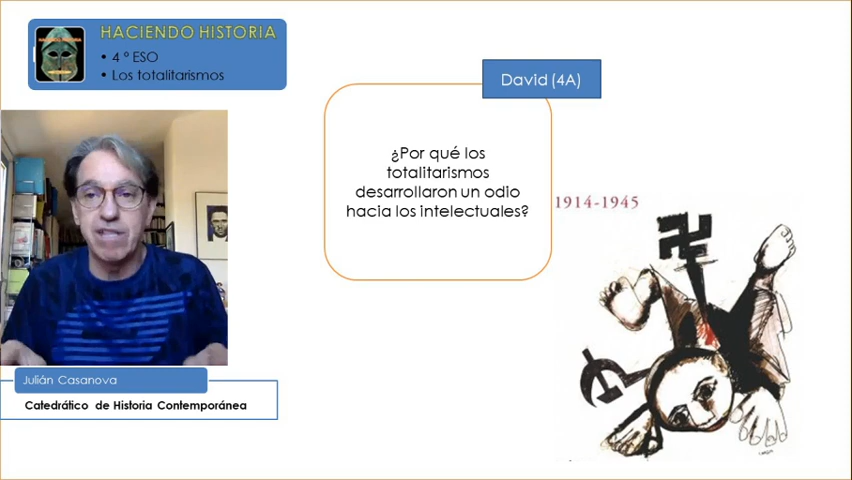 HACIENDO HISTORIA
• 4 º ESO
• Los totalitarismos
David (4A)
¿Por qué los
totalitarismos
desarrollaron un odio
hacia los intelectuales?
1914-1945
Julián Casanova
Catedrático de Historia Contemporánea